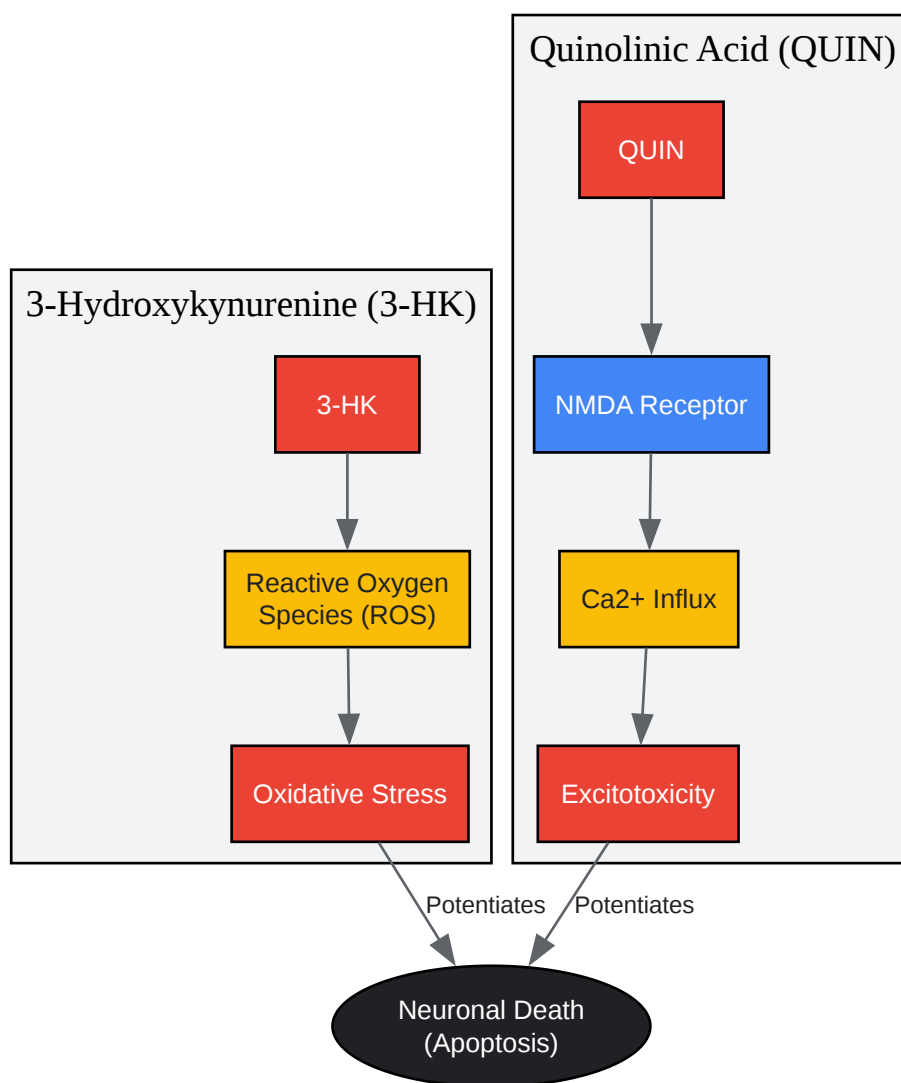 Quinolinic Acid (QUIN)
QUIN
NMDA Receptor
Ca2+ Influx
Excitotoxicity
3-Hydroxykynurenine (3-HK)
3-HK
Reactive Oxygen
Species (ROS)
Oxidative Stress
Potentiates
Potentiates
Neuronal Death
(Apoptosis)